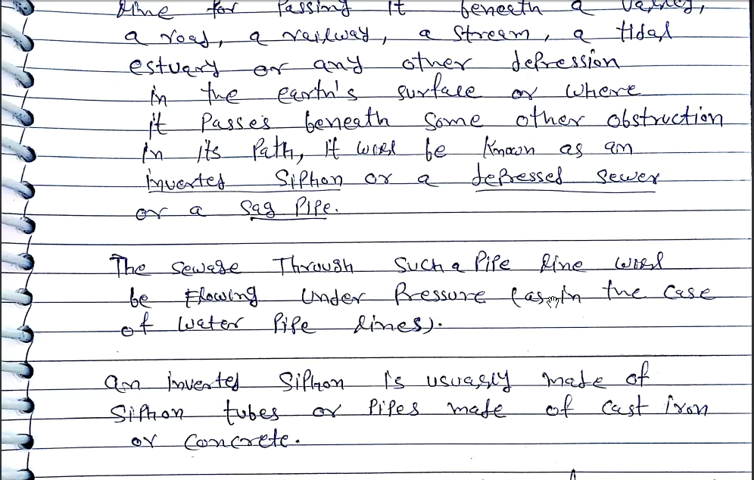 line for Passing it beneath a valley,
a road, a railway, a stream, a tidal
estuary or any other depression
in the earth's surface or where
it Passes beneath some other obstruction
in its Path, it will be known as an
inverted Siphon or a depressed sewer
or a Sag Pipe.
The sewage Through Such a Pipe line will
be Flowing Under Pressure (as in the case
of water Pipe lines).
an inverted Siphon is usually made of
Siphon tubes or Pipes made of cast iron
or concrete.